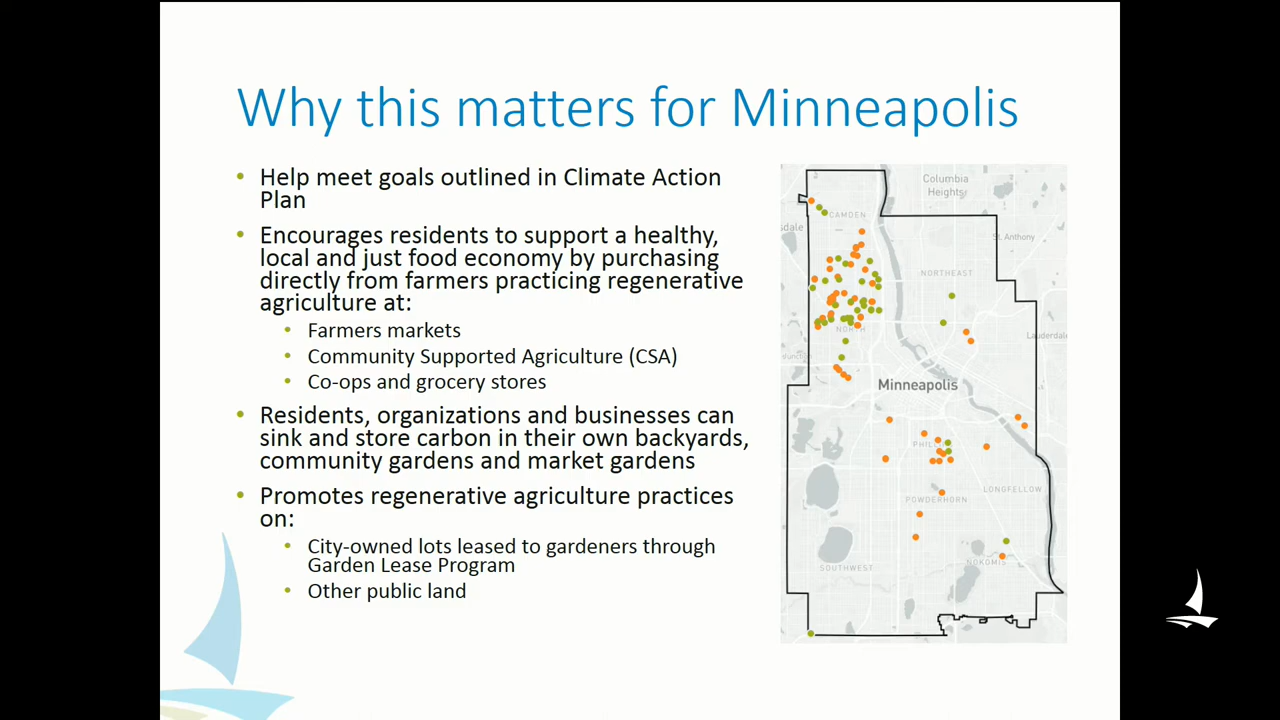 Why this matters for Minneapolis
• Help meet goals outlined in Climate Action
Plan
• Encourages residents to support a healthy,
local and just food economy by purchasing
directly from farmers practicing regenerative
agriculture at:
• Farmers markets
• Community Supported Agriculture (CSA)
• Co-ops and grocery stores
• Residents, organizations and businesses can
sink and store carbon in their own backyards,
community gardens and market gardens
• Promotes regenerative agriculture practices
on:
• City-owned lots leased to gardeners through
Garden Lease Program
• Other public land
Columbia
Heights
CAMDEN
St. Anthony
NORTHEAST
NORTH
Lauderdale
Minneapolis
LONGFELLOW
POWDERHORN
SOUTHWEST
NOKOMIS